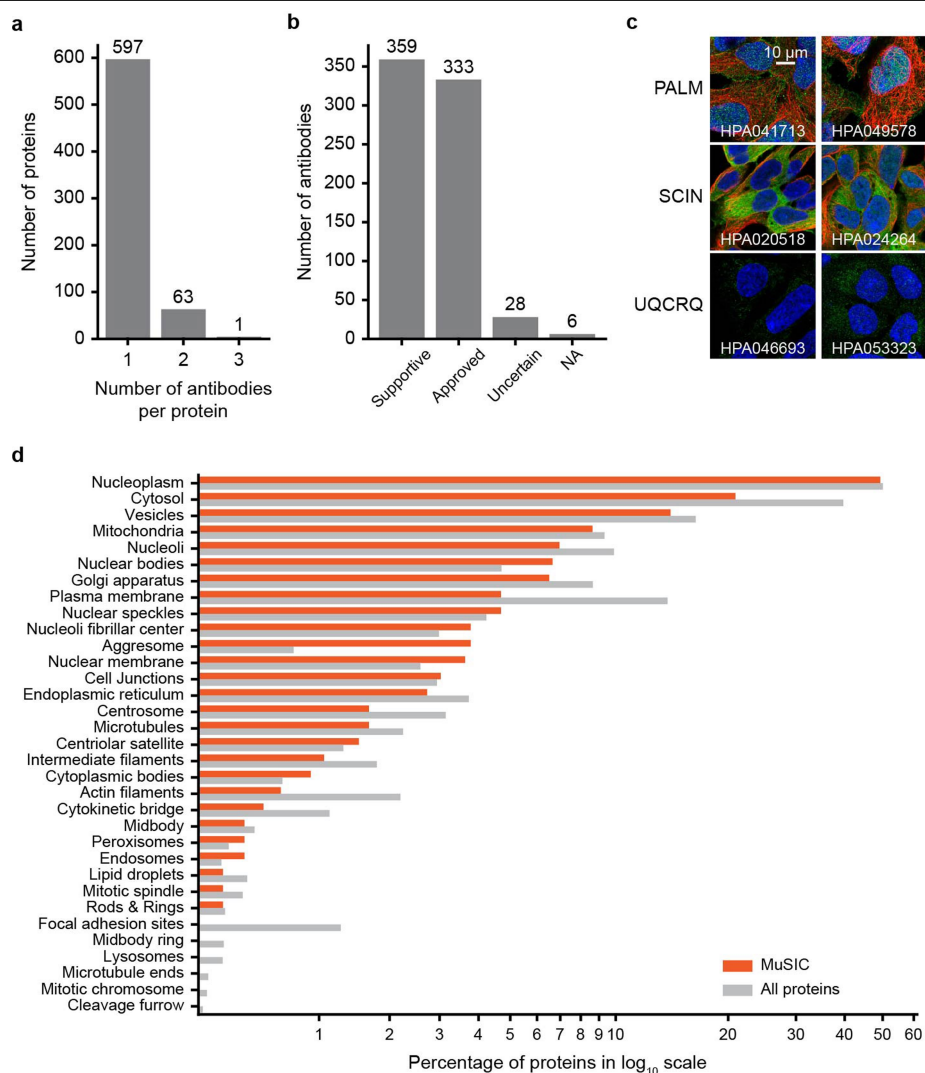 a
597
63
1
600
500
400
300
200
100
0
1 2 3
Number of proteins
Number of antibodies
per protein
b
359
333
28
6
350
300
250
200
150
100
50
0
Supportive
Approved
Uncertain
NA
Number of antibodies
c
10 µm
PALM
HPA041713
HPA049578
SCIN
HPA020518
HPA024264
UQCRQ
HPA046693
HPA053323
d
Nucleoplasm
Cytosol
Vesicles
Mitochondria
Nucleoli
Nuclear bodies
Golgi apparatus
Plasma membrane
Nuclear speckles
Nucleoli fibrillar center
Aggresome
Nuclear membrane
Cell Junctions
Endoplasmic reticulum
Centrosome
Microtubules
Centriolar satellite
Intermediate filaments
Cytoplasmic bodies
Actin filaments
Cytokinetic bridge
Midbody
Peroxisomes
Endosomes
Lipid droplets
Mitotic spindle
Rods & Rings
Focal adhesion sites
Midbody ring
Lysosomes
Microtubule ends
Mitotic chromosome
Cleavage furrow
MuSIC
All proteins
1 2 3 4 5 6 7 8 9 10 20 30 40 50 60
Percentage of proteins in log10 scale